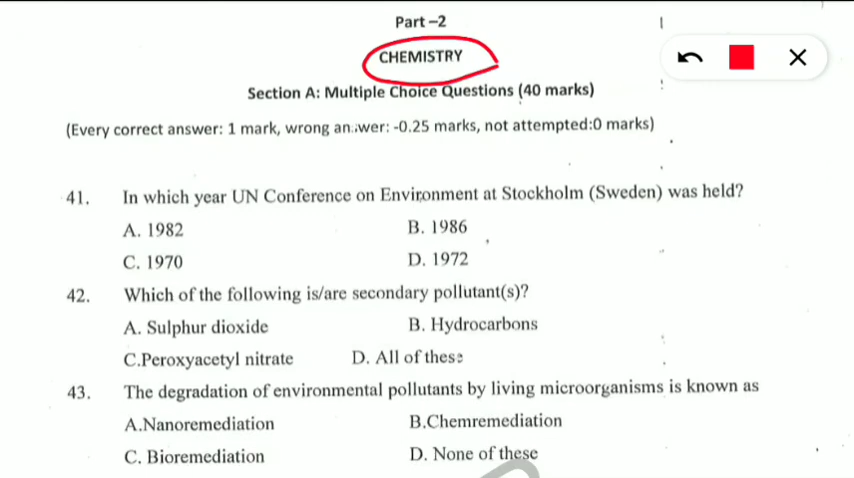 Part –2
CHEMISTRY
Section A: Multiple Choice Questions (40 marks)
(Every correct answer: 1 mark, wrong answer: -0.25 marks, not attempted:0 marks)
41. In which year UN Conference on Environment at Stockholm (Sweden) was held?
A. 1982 B. 1986
C. 1970 D. 1972
42. Which of the following is/are secondary pollutant(s)?
A. Sulphur dioxide B. Hydrocarbons
C.Peroxyacetyl nitrate D. All of these
43. The degradation of environmental pollutants by living microorganisms is known as
A.Nanoremediation B.Chemremediation
C. Bioremediation D. None of these